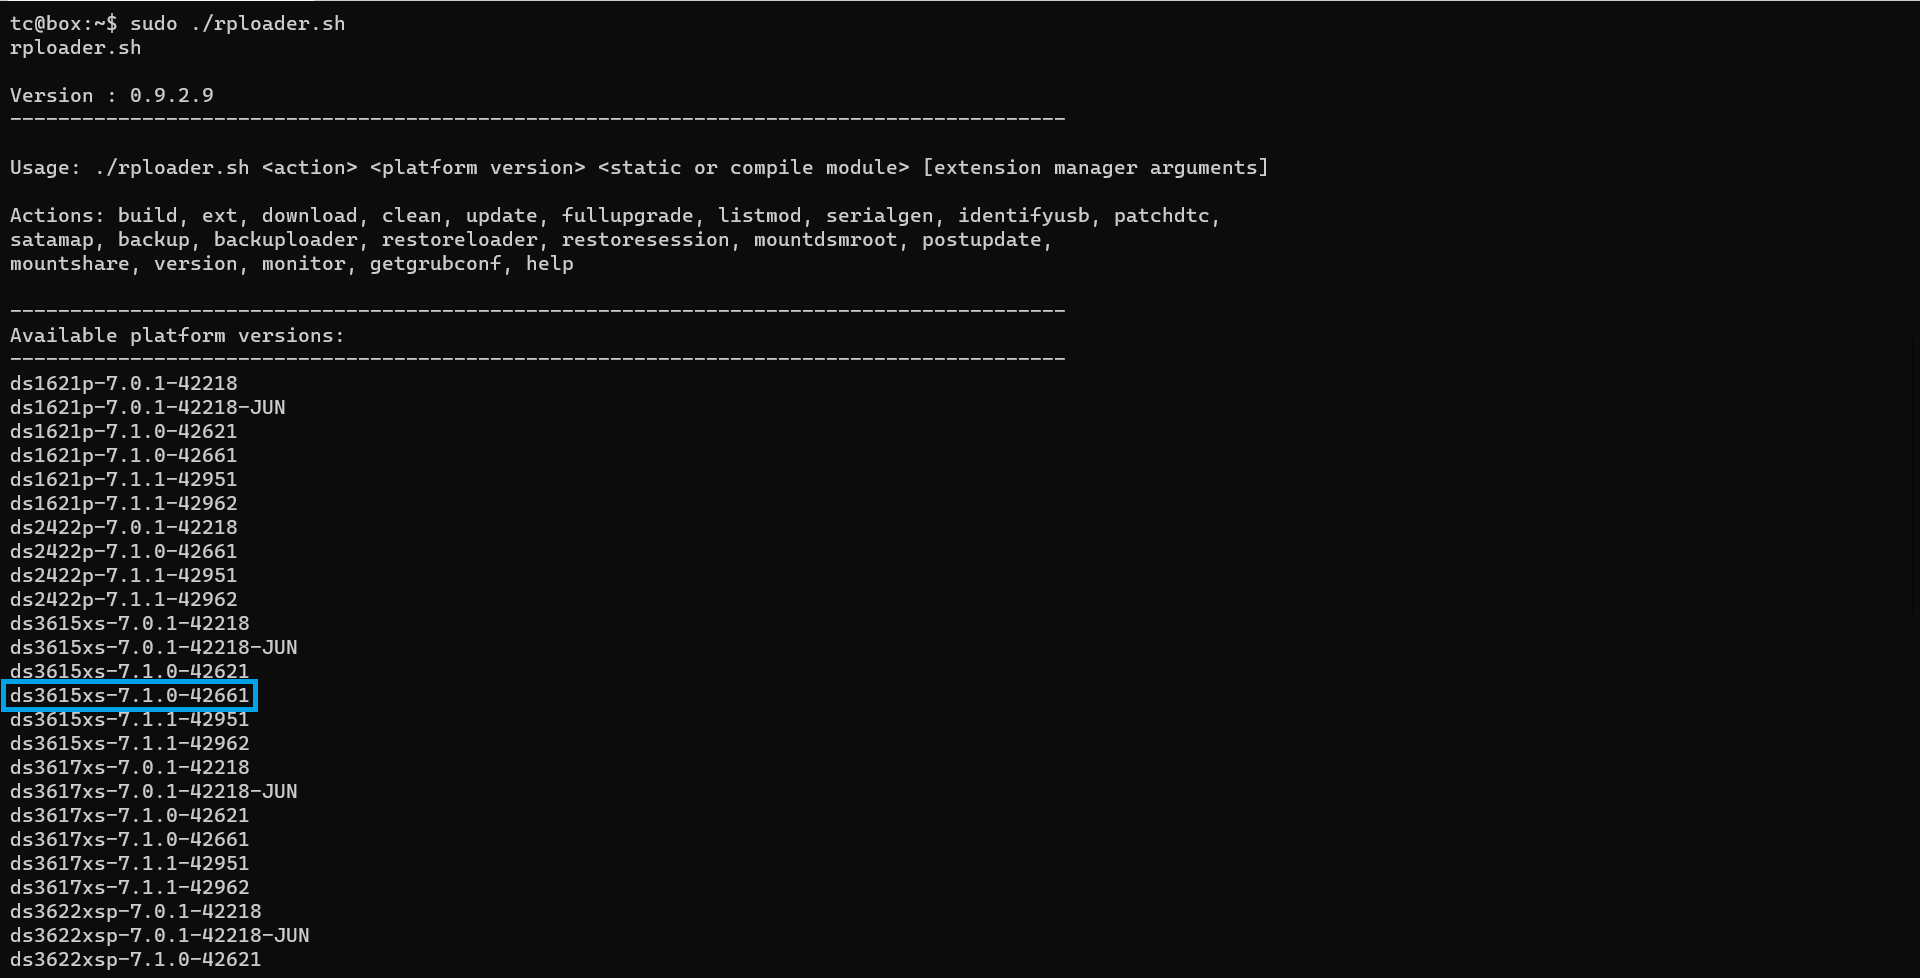 tc@box:~$ sudo ./rploader.sh
rploader.sh
Version : 0.9.2.9
----------------------------------------------------------------------------------------
Usage: ./rploader.sh <action> <platform version> <static or compile module> [extension manager arguments]
Actions: build, ext, download, clean, update, fullupgrade, listmod, serialgen, identifyusb, patchdtc,
satamap, backup, backuploader, restoreloader, restoresession, mountdsmroot, postupdate,
mountshare, version, monitor, getgrubconf, help
----------------------------------------------------------------------------------------
Available platform versions:
----------------------------------------------------------------------------------------
ds1621p-7.0.1-42218
ds1621p-7.0.1-42218-JUN
ds1621p-7.1.0-42621
ds1621p-7.1.0-42661
ds1621p-7.1.1-42951
ds1621p-7.1.1-42962
ds2422p-7.0.1-42218
ds2422p-7.1.0-42661
ds2422p-7.1.1-42951
ds2422p-7.1.1-42962
ds3615xs-7.0.1-42218
ds3615xs-7.0.1-42218-JUN
ds3615xs-7.1.0-42621
ds3615xs-7.1.0-42661
ds3615xs-7.1.1-42951
ds3615xs-7.1.1-42962
ds3617xs-7.0.1-42218
ds3617xs-7.0.1-42218-JUN
ds3617xs-7.1.0-42621
ds3617xs-7.1.0-42661
ds3617xs-7.1.1-42951
ds3617xs-7.1.1-42962
ds3622xsp-7.0.1-42218
ds3622xsp-7.0.1-42218-JUN
ds3622xsp-7.1.0-42621